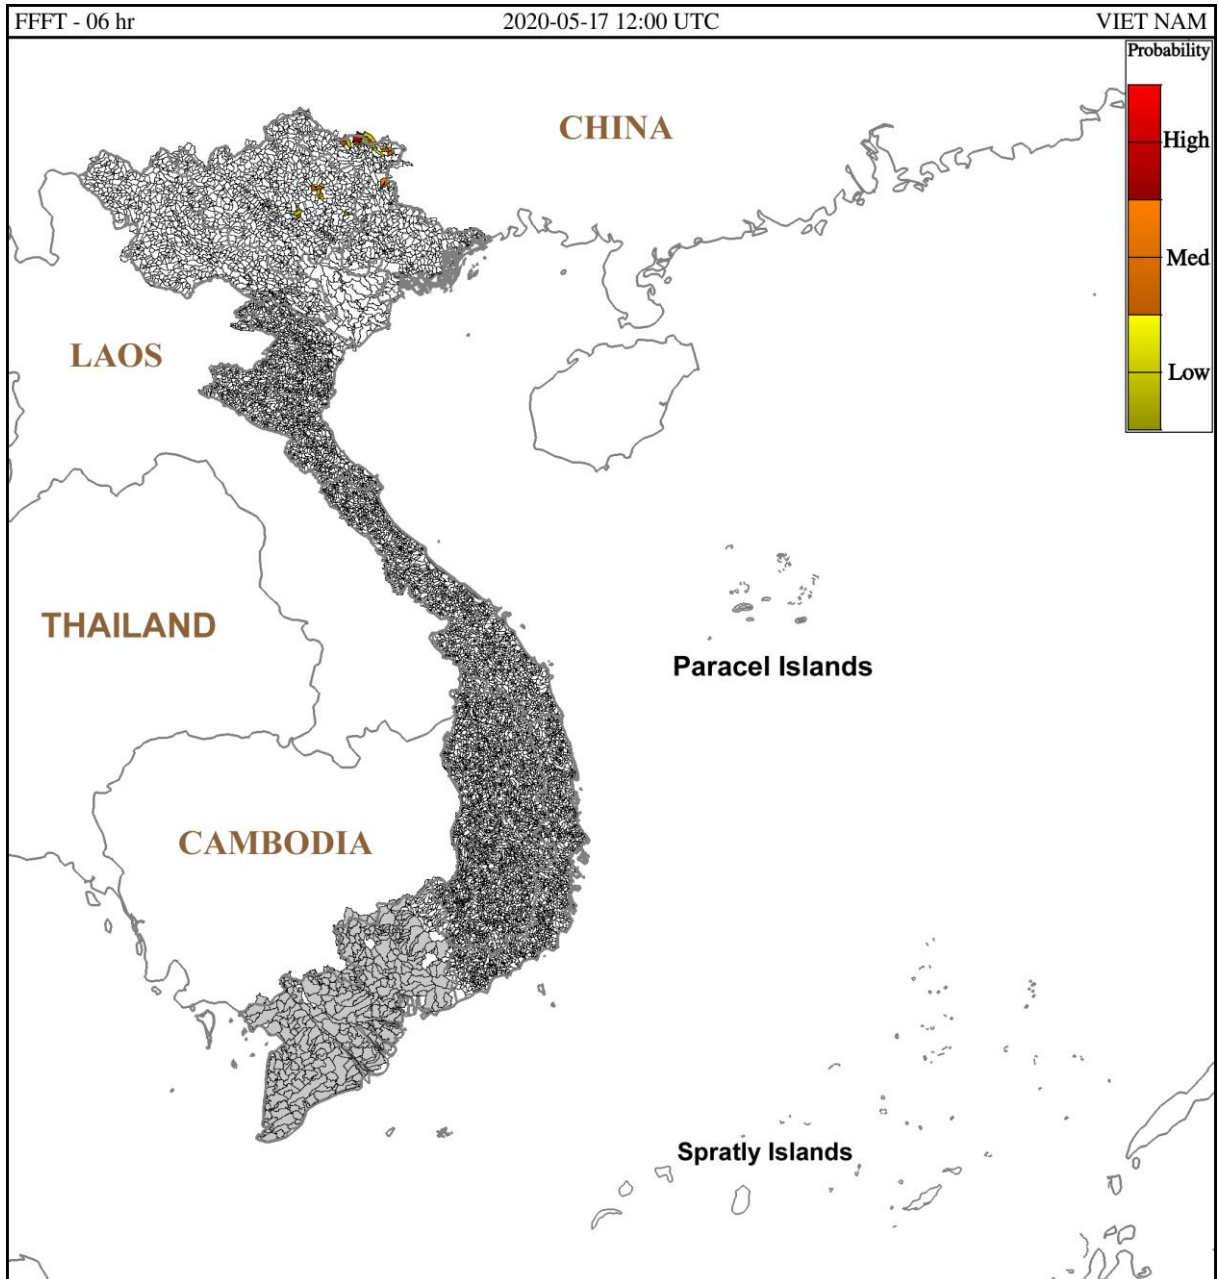 FFFT - 06 hr 2020-05-17 12:00 UTC VIET NAM
Probability
High
Med
Low
CHINA
LAOS
THAILAND
Paracel Islands
CAMBODIA
Spratly Islands